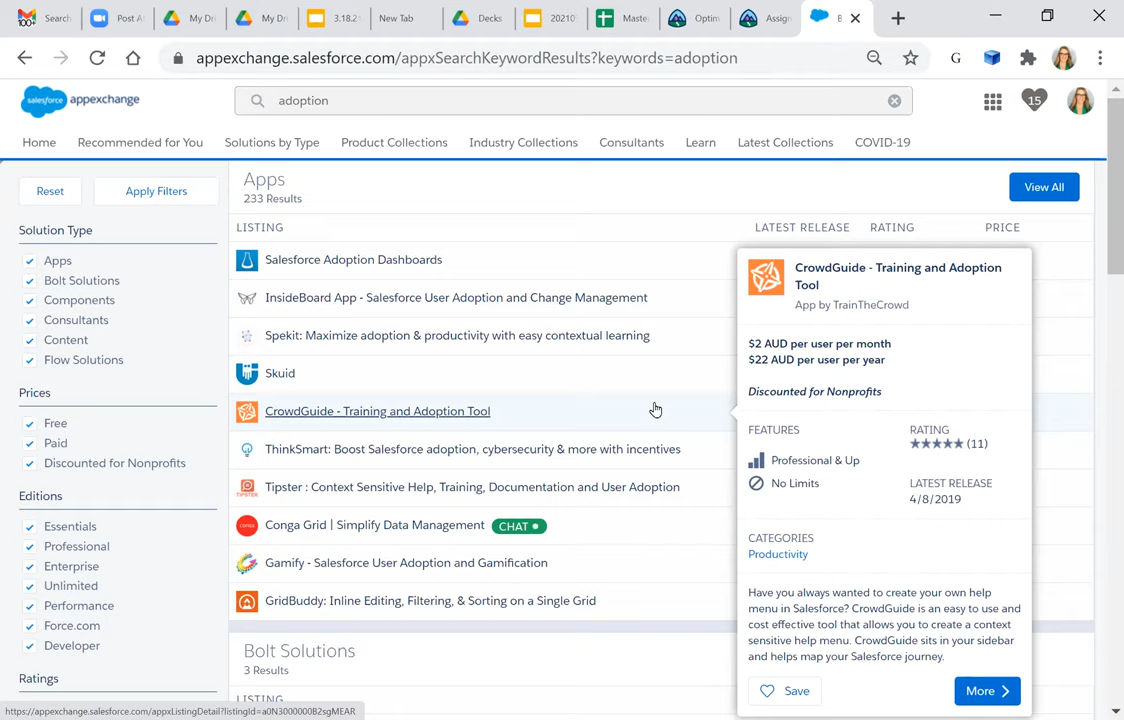 Search
Post A
My Dri
My Dri
3.18.21
New Tab
Decks
202103
Maste
Optim
Assign
appexchange.salesforce.com/appxSearchKeywordResults?keywords=adoption
G
salesforce appexchange
adoption
15
Home Recommended for You Solutions by Type Product Collections Industry Collections Consultants Learn Latest Collections COVID-19
Reset Apply Filters
Solution Type
Apps
Bolt Solutions
Components
Consultants
Content
Flow Solutions
Prices
Free
Paid
Discounted for Nonprofits
Editions
Essentials
Professional
Enterprise
Unlimited
Performance
Force.com
Developer
Ratings
Apps
233 Results
View All
LISTING LATEST RELEASE RATING PRICE
Salesforce Adoption Dashboards
InsideBoard App - Salesforce User Adoption and Change Management
Spekit: Maximize adoption & productivity with easy contextual learning
Skuid
CrowdGuide - Training and Adoption Tool
ThinkSmart: Boost Salesforce adoption, cybersecurity & more with incentives
Tipster : Context Sensitive Help, Training, Documentation and User Adoption
Conga Grid | Simplify Data Management CHAT
Gamify - Salesforce User Adoption and Gamification
GridBuddy: Inline Editing, Filtering, & Sorting on a Single Grid
Bolt Solutions
3 Results
LISTING
CrowdGuide - Training and Adoption
Tool
App by TrainTheCrowd
$2 AUD per user per month
$22 AUD per user per year
Discounted for Nonprofits
FEATURES
Professional & Up
No Limits
RATING
(11)
LATEST RELEASE
4/8/2019
CATEGORIES
Productivity
Have you always wanted to create your own help
menu in Salesforce? CrowdGuide is an easy to use and
cost effective tool that allows you to create a context
sensitive help menu. CrowdGuide sits in your sidebar
and helps map your Salesforce journey.
Save More
https://appexchange.salesforce.com/appxListingDetail?listingId=a0N3000000B2sgMEAR